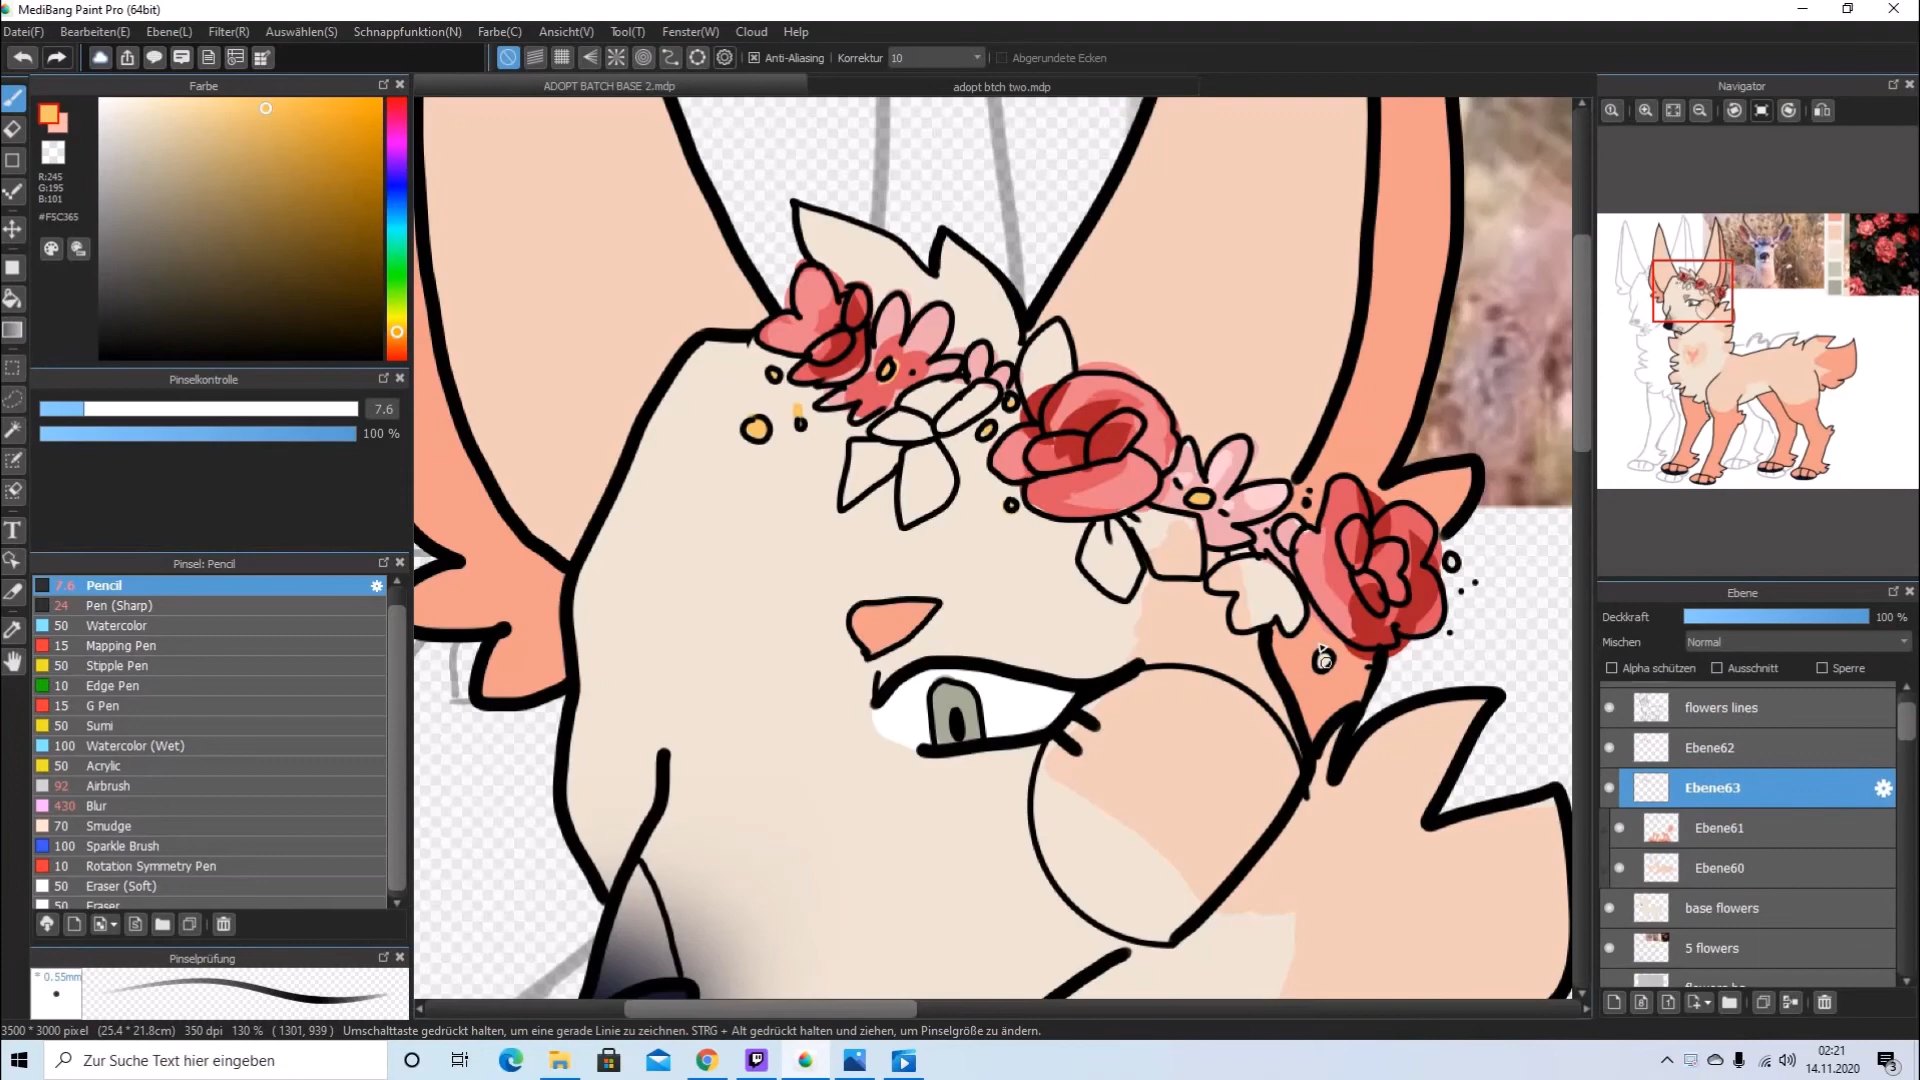 MediBang Paint Pro (64bit)
Datei(F) Bearbeiten(E) Ebene(L) Filter(R) Auswählen(S) Schnappfunktion(N) Farbe(C) Ansicht(V) Tool(T) Fenster(W) Cloud Help
Anti-Aliasing Korrektur 10 Abgerundete Ecken
Farbe
ADOPT BATCH BASE 2.mdp
adopt btch two.mdp
Navigator
R:245
G:195
B:101
#F5C365
Pinselkontrolle
7.6
100 %
Pinsel: Pencil
7.6 Pencil
24 Pen (Sharp)
50 Watercolor
15 Mapping Pen
50 Stipple Pen
10 Edge Pen
15 G Pen
50 Sumi
100 Watercolor (Wet)
50 Acrylic
92 Airbrush
430 Blur
70 Smudge
100 Sparkle Brush
10 Rotation Symmetry Pen
50 Eraser (Soft)
50 Eraser
Pinselprüfung
* 0.55mm
Ebene
Deckkraft 100 %
Mischen Normal
Alpha schützen Ausschnitt Sperre
flowers lines
Ebene62
Ebene63
Ebene61
Ebene60
base flowers
5 flowers
3500 * 3000 pixel (25.4 * 21.8cm) 350 dpi 130 % ( 1301, 939 ) Umschalttaste gedrückt halten, um eine gerade Linie zu zeichnen. STRG + Alt gedrückt halten und ziehen, um Pinselgröße zu ändern.
Zur Suche Text hier eingeben
02:21
14.11.2020
3